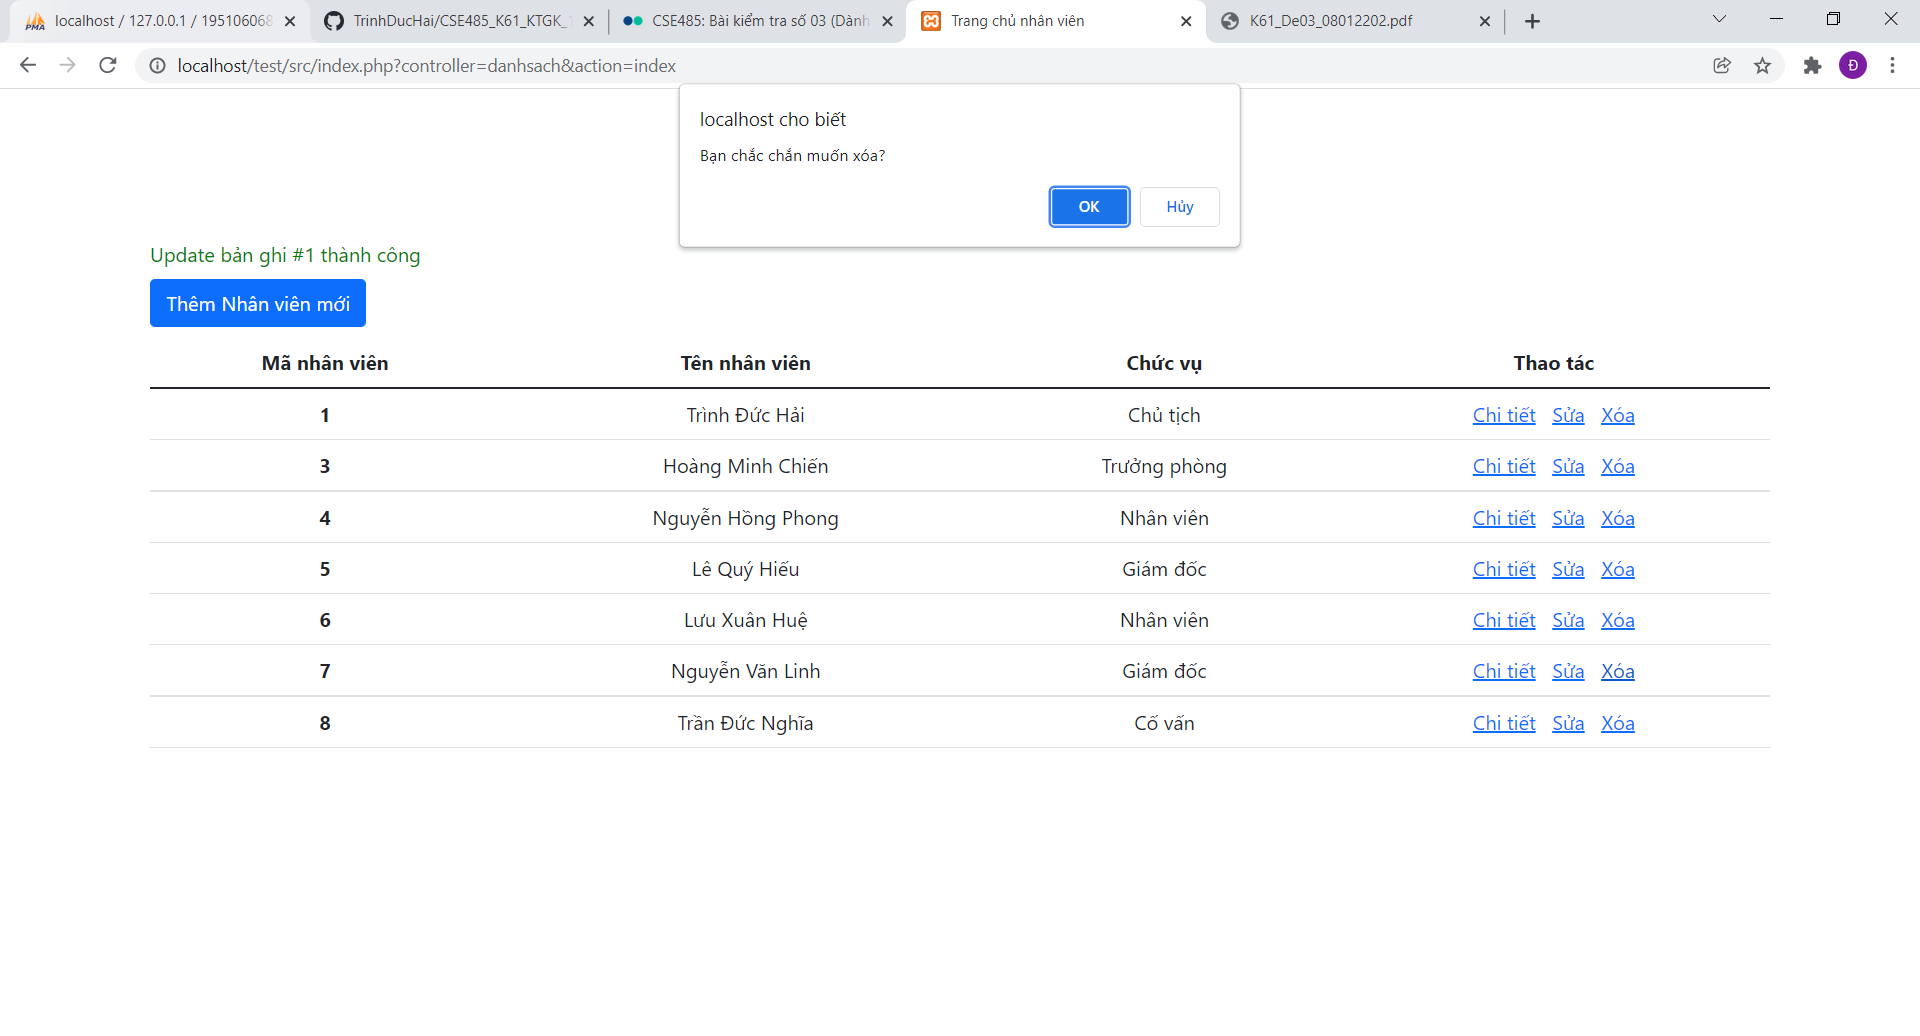 localhost / 127.0.0.1 / 195106068
TrinhDucHai/CSE485_K61_KTGK_
CSE485: Bài kiểm tra số 03 (Dành
Trang chủ nhân viên
K61_De03_08012202.pdf
localhost/test/src/index.php?controller=danhsach&action=index
Đ
localhost cho biết
Bạn chắc chắn muốn xóa?
OK Hủy
Update bản ghi #1 thành công
Thêm Nhân viên mới
Mã nhân viên Tên nhân viên Chức vụ Thao tác
1 Trình Đức Hải Chủ tịch Chi tiết Sửa Xóa
3 Hoàng Minh Chiến Trưởng phòng Chi tiết Sửa Xóa
4 Nguyễn Hồng Phong Nhân viên Chi tiết Sửa Xóa
5 Lê Quý Hiếu Giám đốc Chi tiết Sửa Xóa
6 Lưu Xuân Huệ Nhân viên Chi tiết Sửa Xóa
7 Nguyễn Văn Linh Giám đốc Chi tiết Sửa Xóa
8 Trần Đức Nghĩa Cố vấn Chi tiết Sửa Xóa